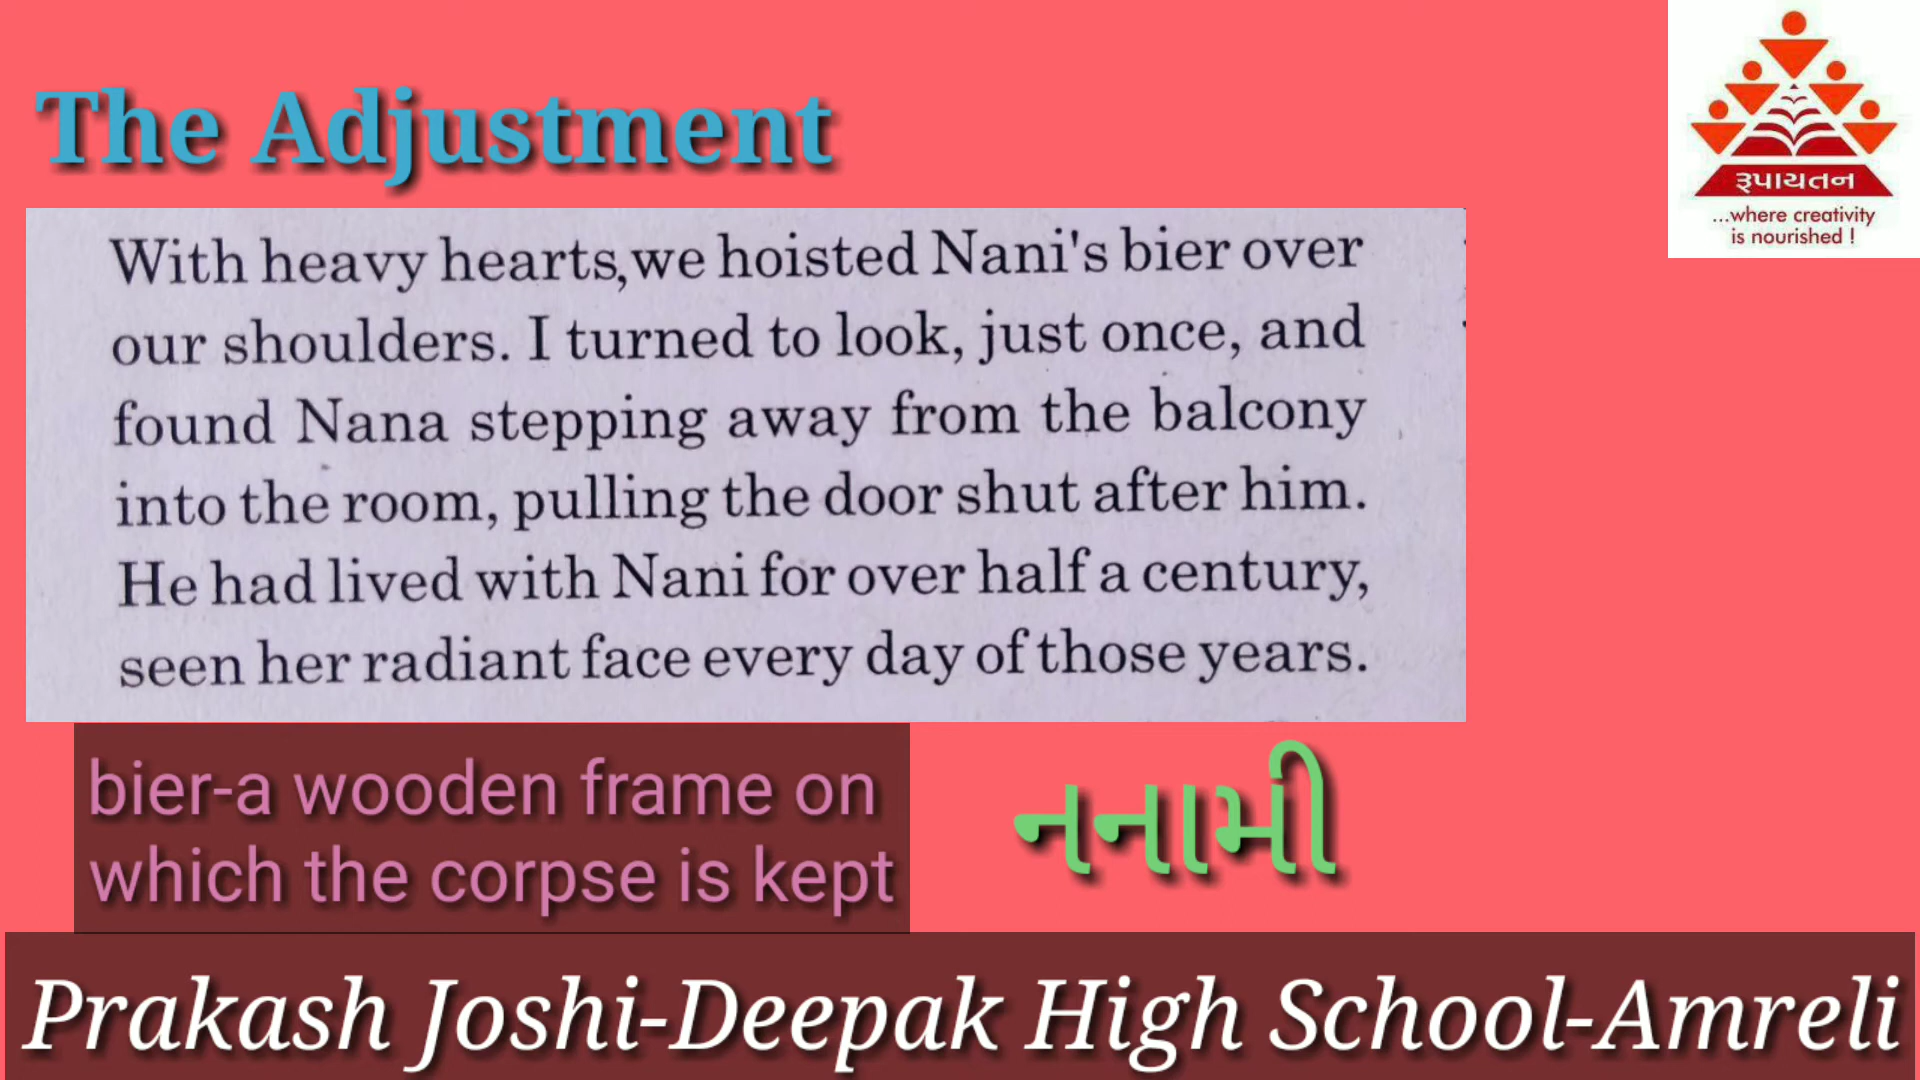 The Adjustment
રૂપાયતન
...where creativity
is nourished !
With heavy hearts,we hoisted Nani's bier over
our shoulders. I turned to look, just once, and
found Nana stepping away from the balcony
into the room, pulling the door shut after him.
He had lived with Nani for over half a century,
seen her radiant face every day of those years.
bier-a wooden frame on
which the corpse is kept
નનામી
Prakash Joshi-Deepak High School-Amreli